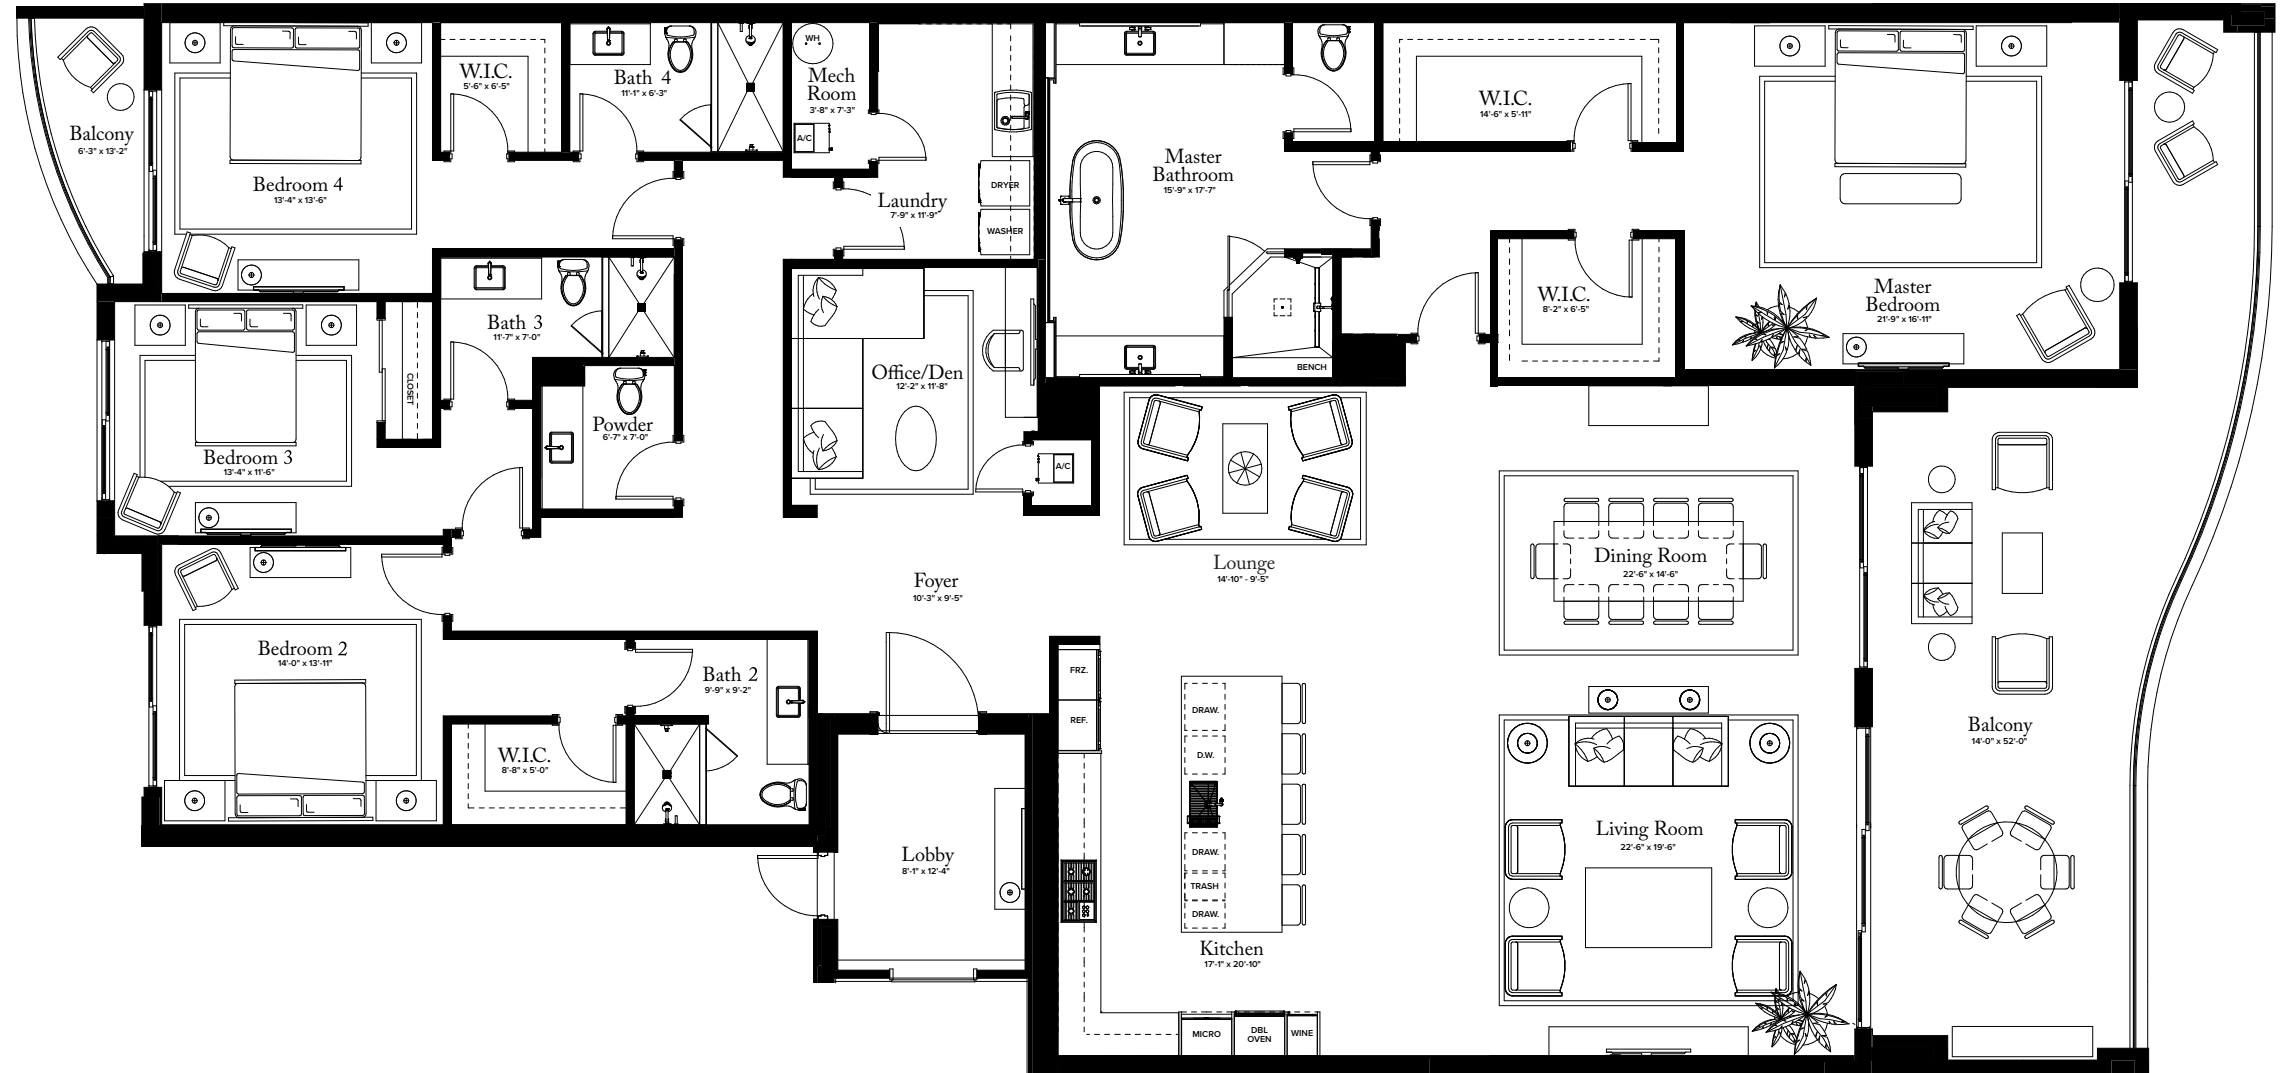 Balcony
6'-3" x 13'-2"
Bedroom 4
13'-4" x 13'-6"
W.I.C.
5'-6" x 6'-5"
Bath 4
11'-1" x 6'-3"
WH
Mech
Room
3'-8" x 7'-3"
A/C
Laundry
7'-9" x 11'-9"
DRYER
WASHER
Master
Bathroom
15'-9" x 17'-7"
BENCH
W.I.C.
14'-6" x 5'-11"
W.I.C.
8'-2" x 6'-5"
Master
Bedroom
21'-9" x 16'-11"
Bedroom 3
13'-4" x 11'-6"
CLOSET
Bath 3
11'-7" x 7'-0"
Powder
6'-7" x 7'-0"
Office/Den
12'-2" x 11'-8"
A/C
Lounge
14'-10" - 9'-5"
Dining Room
22'-6" x 14'-6"
Foyer
10'-3" x 9'-5"
Bedroom 2
14'-0" x 13'-11"
Bath 2
9'-9" x 9'-2"
W.I.C.
8'-8" x 5'-0"
Lobby
8'-1" x 12'-4"
FRZ.
REF.
DRAW.
D.W.
DRAW.
TRASH
DRAW.
Kitchen
17'-1" x 20'-10"
MICRO
DBL
OVEN
WINE
Living Room
22'-6" x 19'-6"
Balcony
14'-0" x 52'-0"